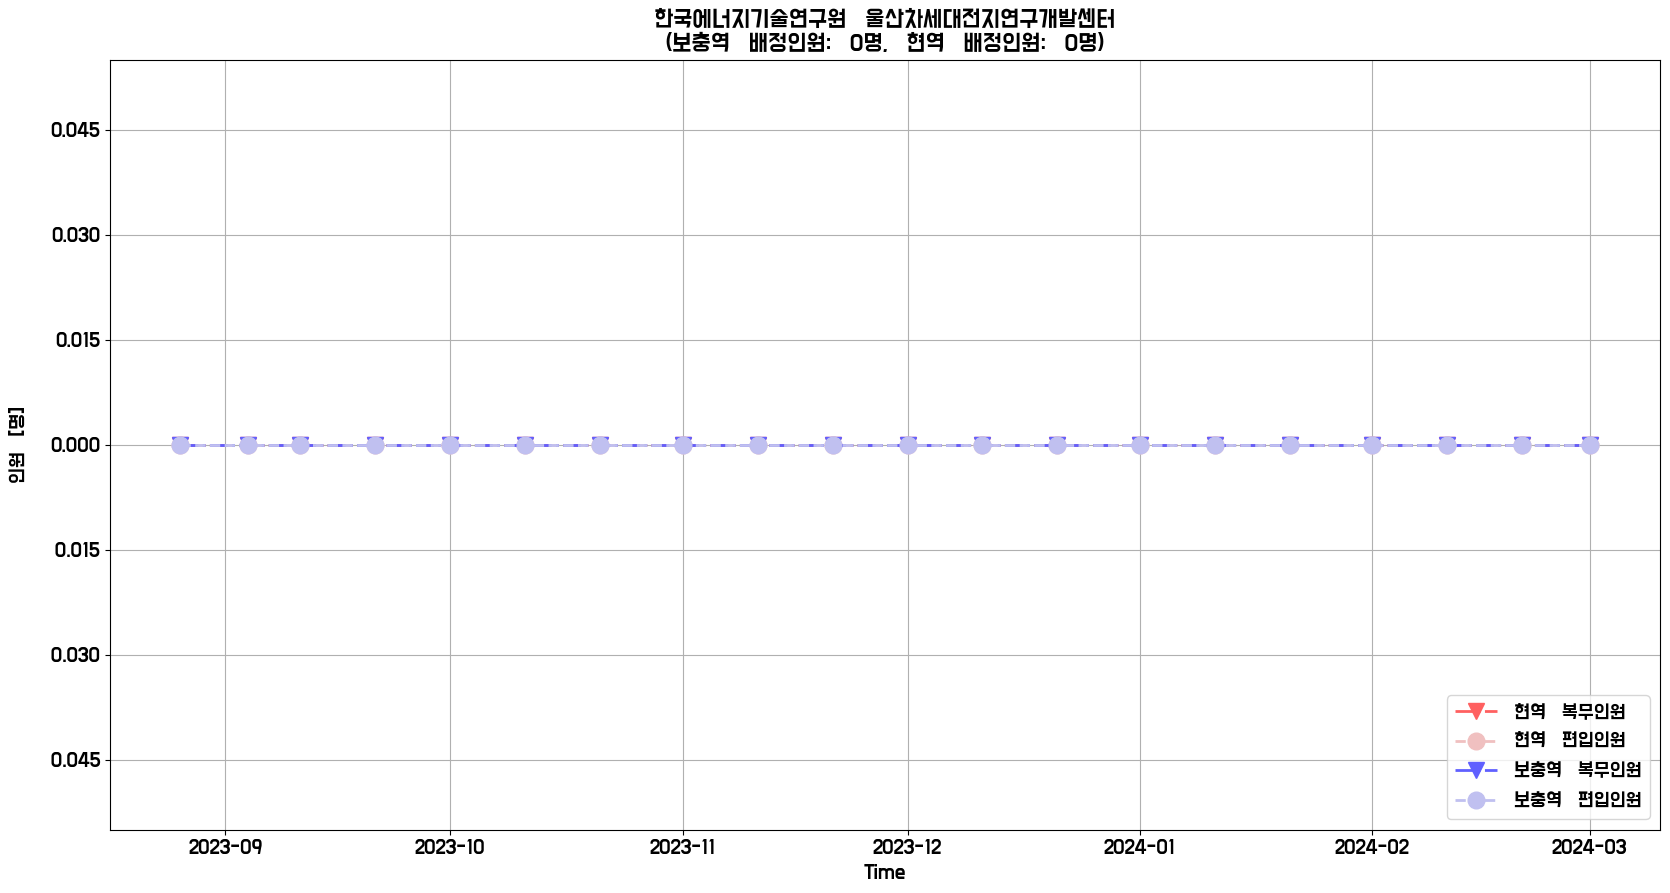 한국에너지기술연구원 울산차세대전지연구개발센터
(보충역 배정인원: 0명, 현역 배정인원: 0명)
0.045
0.030
0.015
0.000
0.015
0.030
0.045
인원 [명]
2023-09 2023-10 2023-11 2023-12 2024-01 2024-02 2024-03
Time
현역 복무인원
현역 편입인원
보충역 복무인원
보충역 편입인원